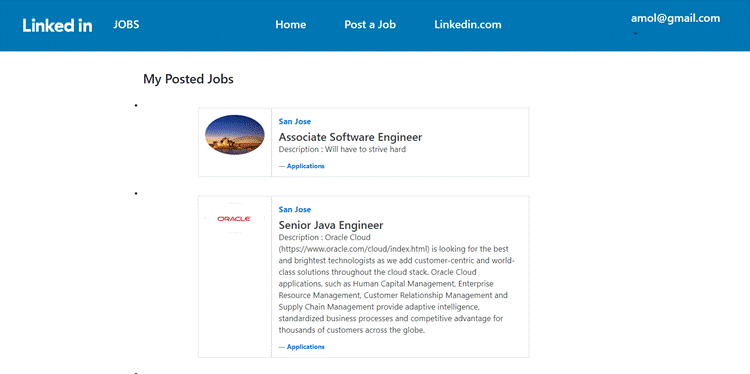 Linked in JOBS Home Post a Job Linkedin.com amol@gmail.com
My Posted Jobs
San Jose
Associate Software Engineer
Description : Will have to strive hard
— Applications
ORACLE
San Jose
Senior Java Engineer
Description : Oracle Cloud
(https://www.oracle.com/cloud/index.html) is looking for the best
and brightest technologists as we add customer-centric and world-
class solutions throughout the cloud stack. Oracle Cloud
applications, such as Human Capital Management, Enterprise
Resource Management, Customer Relationship Management and
Supply Chain Management provide adaptive intelligence,
standardized business processes and competitive advantage for
thousands of customers across the globe.
— Applications